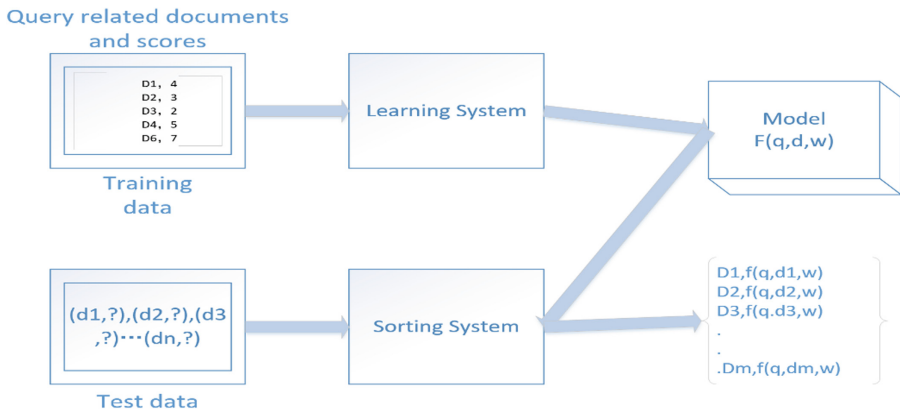 Query related documents
and scores
D1, 4
D2, 3
D3, 2
D4, 5
D6, 7
Training
data
Learning System
Model
F(q,d,w)
(d1,?),(d2,?),(d3
,?)⋯(dn,?)
Test data
Sorting System
D1,f(q,d1,w)
D2,f(q,d2,w)
D3,f(q.d3,w)
.
.
.Dm,f(q,dm,w)